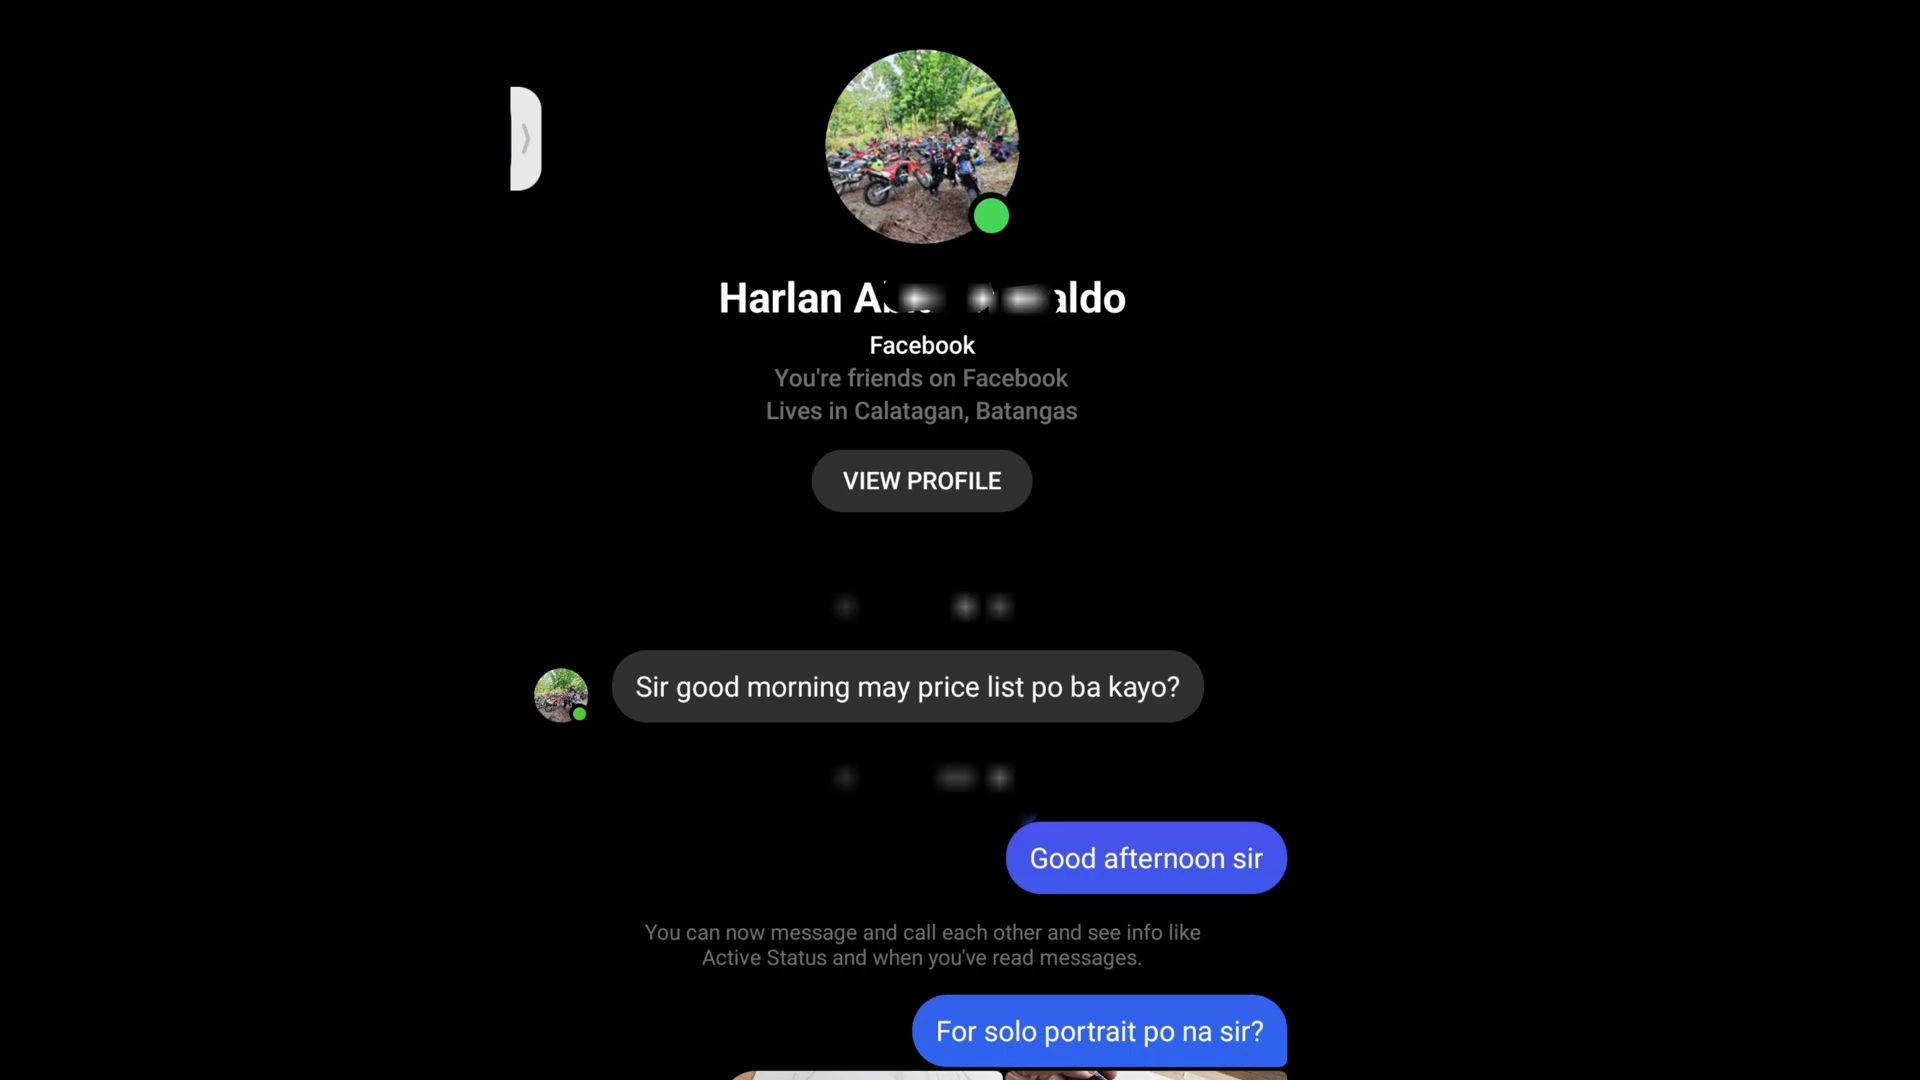 Harlan aldo
Facebook
You're friends on Facebook
Lives in Calatagan, Batangas
VIEW PROFILE
Sir good morning may price list po ba kayo?
Good afternoon sir
You can now message and call each other and see info like
Active Status and when you've read messages.
For solo portrait po na sir?